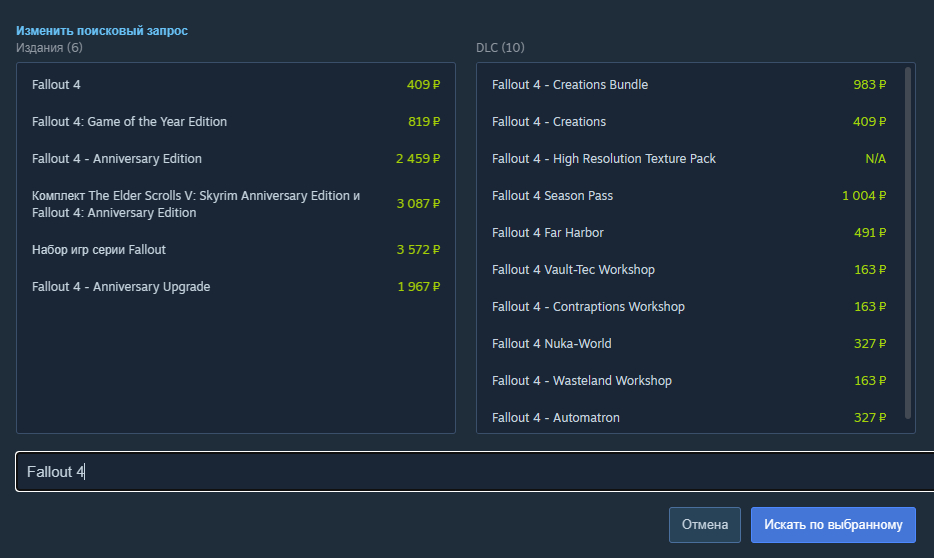 Изменить поисковый запрос
Издания (6)
Fallout 4 409 ₽
Fallout 4: Game of the Year Edition 819 ₽
Fallout 4 - Anniversary Edition 2 459 ₽
Комплект The Elder Scrolls V: Skyrim Anniversary Edition и
Fallout 4: Anniversary Edition 3 087 ₽
Набор игр серии Fallout 3 572 ₽
Fallout 4 - Anniversary Upgrade 1 967 ₽
DLC (10)
Fallout 4 - Creations Bundle 983 ₽
Fallout 4 - Creations 409 ₽
Fallout 4 - High Resolution Texture Pack N/A
Fallout 4 Season Pass 1 004 ₽
Fallout 4 Far Harbor 491 ₽
Fallout 4 Vault-Tec Workshop 163 ₽
Fallout 4 - Contraptions Workshop 163 ₽
Fallout 4 Nuka-World 327 ₽
Fallout 4 - Wasteland Workshop 163 ₽
Fallout 4 - Automatron 327 ₽
Fallout 4
Отмена
Искать по выбранному